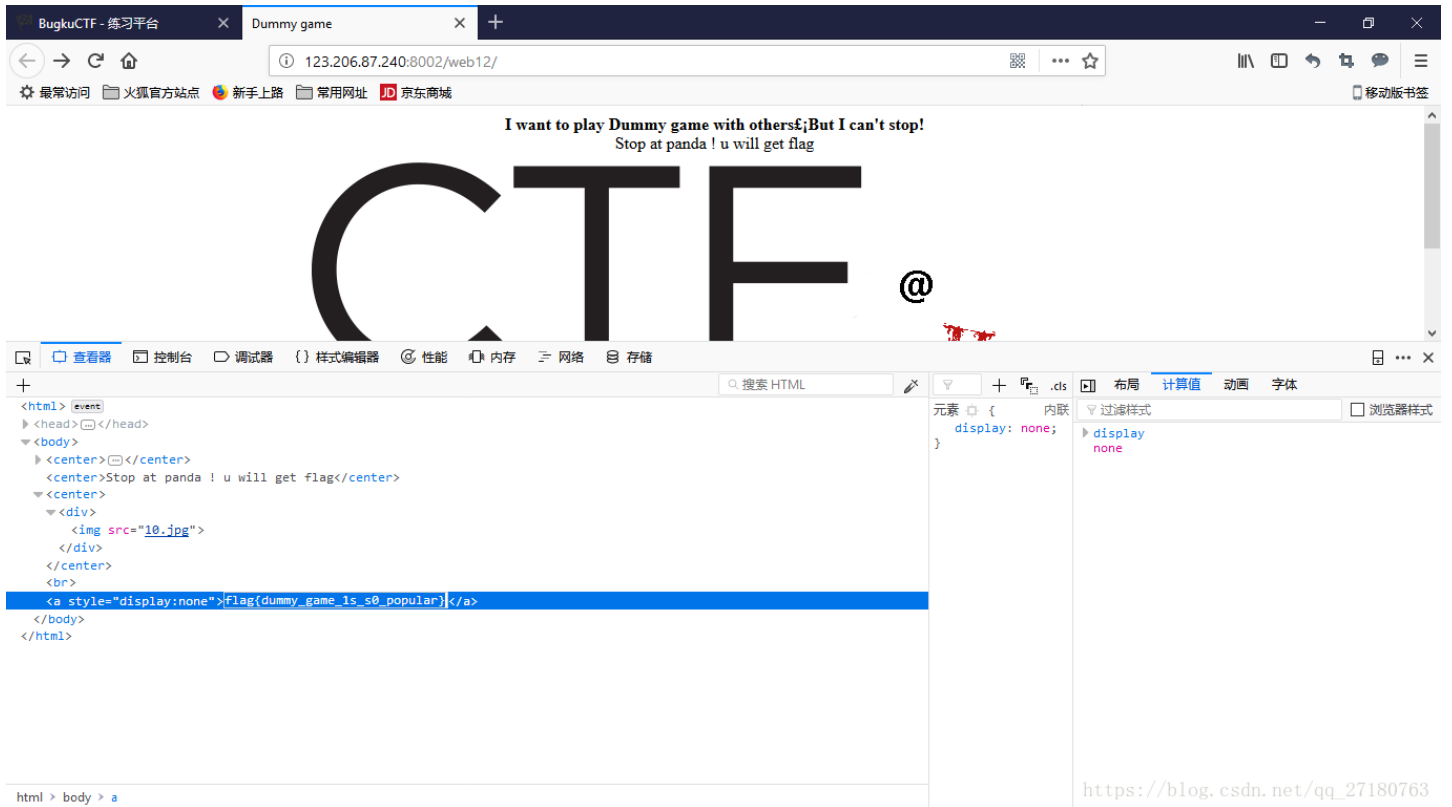 BugkuCTF - 练习平台
Dummy game
123.206.87.240:8002/web12/
最常访问 火狐官方站点 新手上路 常用网址 JD 京东商城 移动版书签
I want to play Dummy game with others£¡But I can't stop!
Stop at panda ! u will get flag
CTF
@
查看器 控制台 调试器 {} 样式编辑器 性能 内存 网络 存储
+ 搜索 HTML + .cls 布局 计算值 动画 字体
<html> event
<head></head>
<body>
<center></center>
<center>Stop at panda ! u will get flag</center>
<center>
<div>
<img src="10.jpg">
</div>
</center>
<br>
<a style="display:none">flag{dummy_game_1s_s0_popular}</a>
</body>
</html>
元素 { 内联
display: none;
}
过滤样式 浏览器样式
display
none
html > body > a
https://blog.csdn.net/qq_27180763